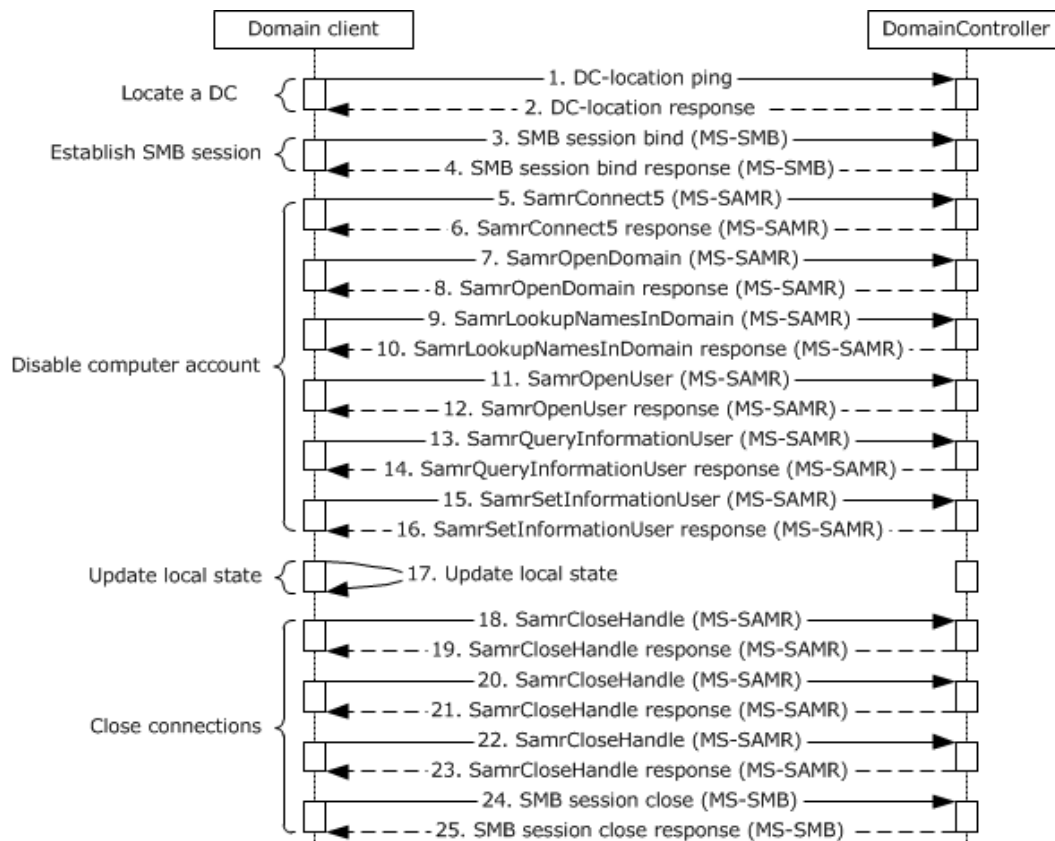 Domain client
DomainController
1. DC-location ping
Locate a DC
2. DC-location response
3. SMB session bind (MS-SMB)
Establish SMB session
4. SMB session bind response (MS-SMB)
5. SamrConnect5 (MS-SAMR)
6. SamrConnect5 response (MS-SAMR)
7. SamrOpenDomain (MS-SAMR)
8. SamrOpenDomain response (MS-SAMR)
9. SamrLookupNamesInDomain (MS-SAMR)
10. SamrLookupNamesInDomain response (MS-SAMR)
Disable computer account
11. SamrOpenUser (MS-SAMR)
12. SamrOpenUser response (MS-SAMR)
13. SamrQueryInformationUser (MS-SAMR)
14. SamrQueryInformationUser response (MS-SAMR)
15. SamrSetInformationUser (MS-SAMR)
16. SamrSetInformationUser response (MS-SAMR)
Update local state
17. Update local state
18. SamrCloseHandle (MS-SAMR)
19. SamrCloseHandle response (MS-SAMR)
20. SamrCloseHandle (MS-SAMR)
21. SamrCloseHandle response (MS-SAMR)
Close connections
22. SamrCloseHandle (MS-SAMR)
23. SamrCloseHandle response (MS-SAMR)
24. SMB session close (MS-SMB)
25. SMB session close response (MS-SMB)